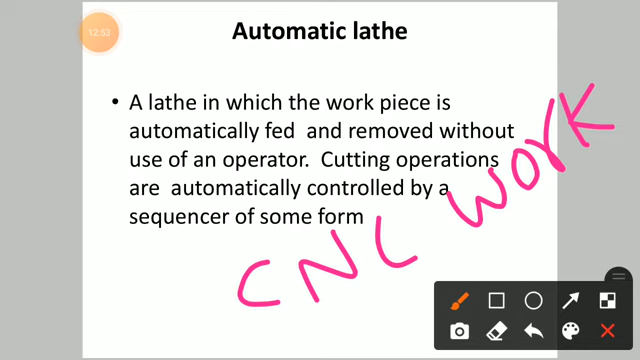 12:53
Automatic lathe
• A lathe in which the work piece is
automatically fed and removed without
use of an operator. Cutting operations
are automatically controlled by a
sequencer of some form
CNC WORK